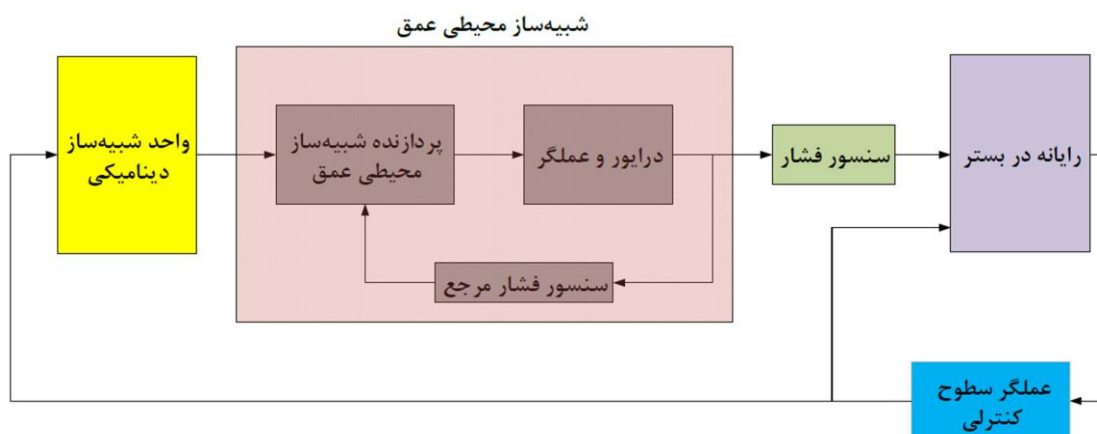 شبیه‌ساز محیطی عمق
واحد شبیه‌ساز
دینامیکی
پردازنده شبیه‌ساز
محیطی عمق
درایور و عملگر
سنسور فشار
رایانه در بستر
سنسور فشار مرجع
عملگر سطوح
کنترلی